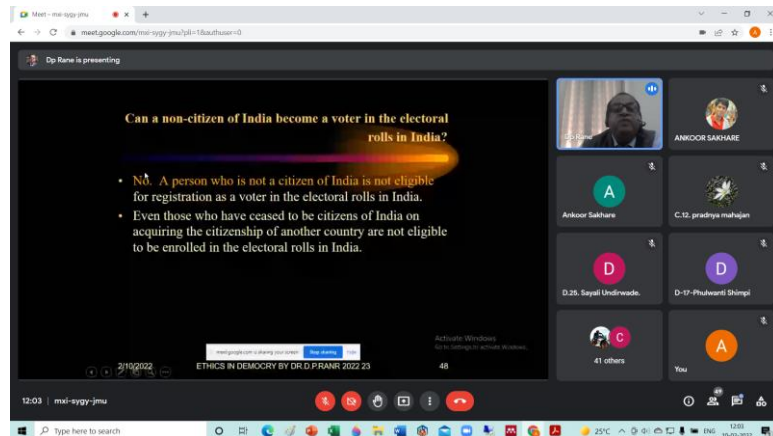 Meet - mxi-sygy-jmu
meet.google.com/mxi-sygy-jmu?pli=1&authuser=0
Dp Rane is presenting
Can a non-citizen of India become a voter in the electoral
rolls in India?
• No. A person who is not a citizen of India is not eligible
for registration as a voter in the electoral rolls in India.
• Even those who have ceased to be citizens of India on
acquiring the citizenship of another country are not eligible
to be enrolled in the electoral rolls in India.
Activate Windows
Go to Settings to activate Windows.
meet.google.com is sharing your screen
Stop sharing
Hide
2/10/2022
ETHICS IN DEMOCRY BY DR.D.P.RANR 2022 23
48
Dp Rane
ANKOOR SAKHARE
A
Ankoor Sakhare
C.12. pradnya mahajan
D
D.25. Sayali Undirwade.
D
D-17-Phulwanti Shimpi
C
41 others
A
You
12:03 | mxi-sygy-jmu
49
Type here to search
25°C
ENG
12:03
10-02-2022